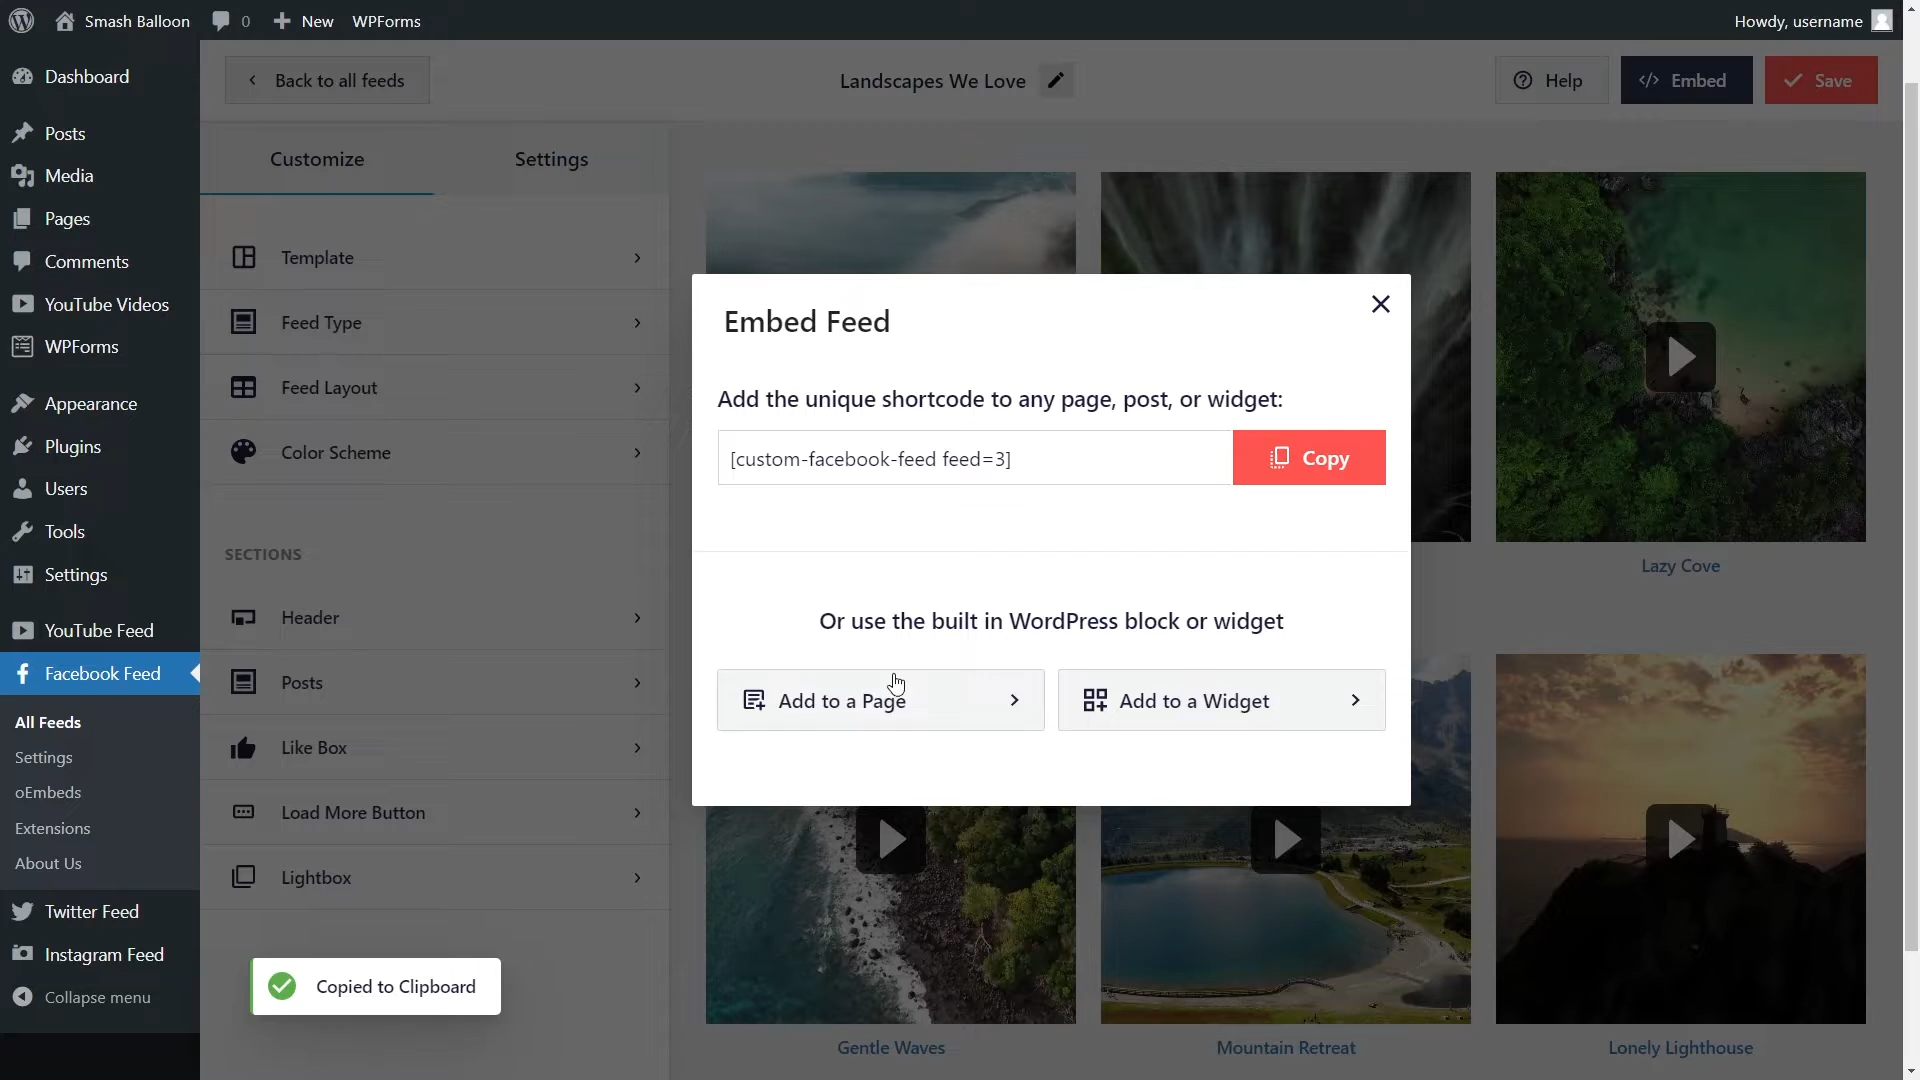 Smash Balloon
0
New
WPForms
Howdy, username
Dashboard
Posts
Media
Pages
Comments
YouTube Videos
WPForms
Appearance
Plugins
Users
Tools
Settings
YouTube Feed
Facebook Feed
All Feeds
Settings
oEmbeds
Extensions
About Us
Twitter Feed
Instagram Feed
Collapse menu
Back to all feeds
Landscapes We Love
Help
Embed
Save
Customize
Settings
Template
Feed Type
Feed Layout
Color Scheme
SECTIONS
Header
Posts
Like Box
Load More Button
Lightbox
Copied to Clipboard
Embed Feed
Add the unique shortcode to any page, post, or widget:
[custom-facebook-feed feed=3]
Copy
Or use the built in WordPress block or widget
Add to a Page
Add to a Widget
Lazy Cove
Gentle Waves
Mountain Retreat
Lonely Lighthouse